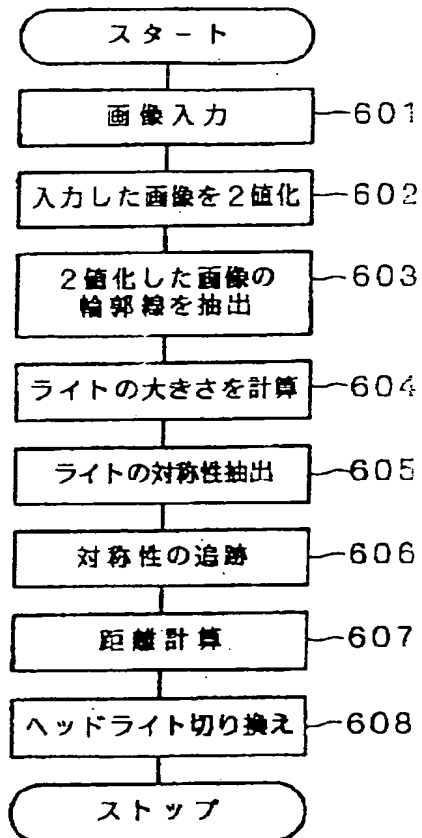 スタート
画像入力 601
入力した画像を2値化 602
2値化した画像の 603
輪郭線を抽出
ライトの大きさを計算 604
ライトの対称性抽出 605
対称性の追跡 606
距離計算 607
ヘッドライト切り換え 608
ストップ